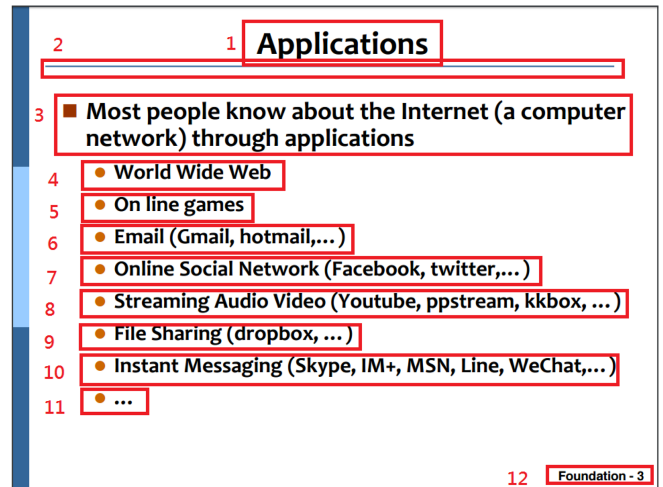 2 1 Applications
3 ■ Most people know about the Internet (a computer
network) through applications
4 • World Wide Web
5 • On line games
6 • Email (Gmail, hotmail,...)
7 • Online Social Network (Facebook, twitter,...)
8 • Streaming Audio Video (Youtube, ppstream, kkbox, ...)
9 • File Sharing (dropbox, ...)
10 • Instant Messaging (Skype, IM+, MSN, Line, WeChat,...)
11 • ...
12 Foundation - 3